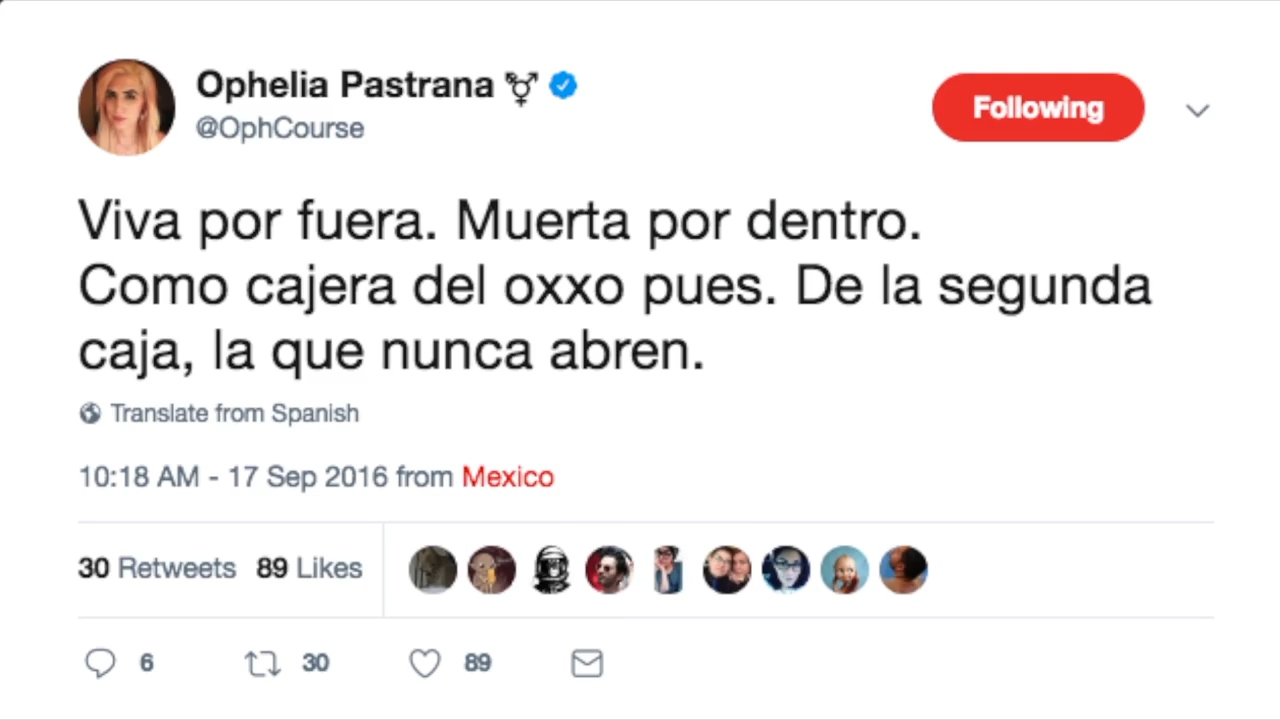 Ophelia Pastrana ⚧
@OphCourse
Following
Viva por fuera. Muerta por dentro.
Como cajera del oxxo pues. De la segunda
caja, la que nunca abren.
Translate from Spanish
10:18 AM - 17 Sep 2016 from Mexico
30 Retweets 89 Likes
6 30 89